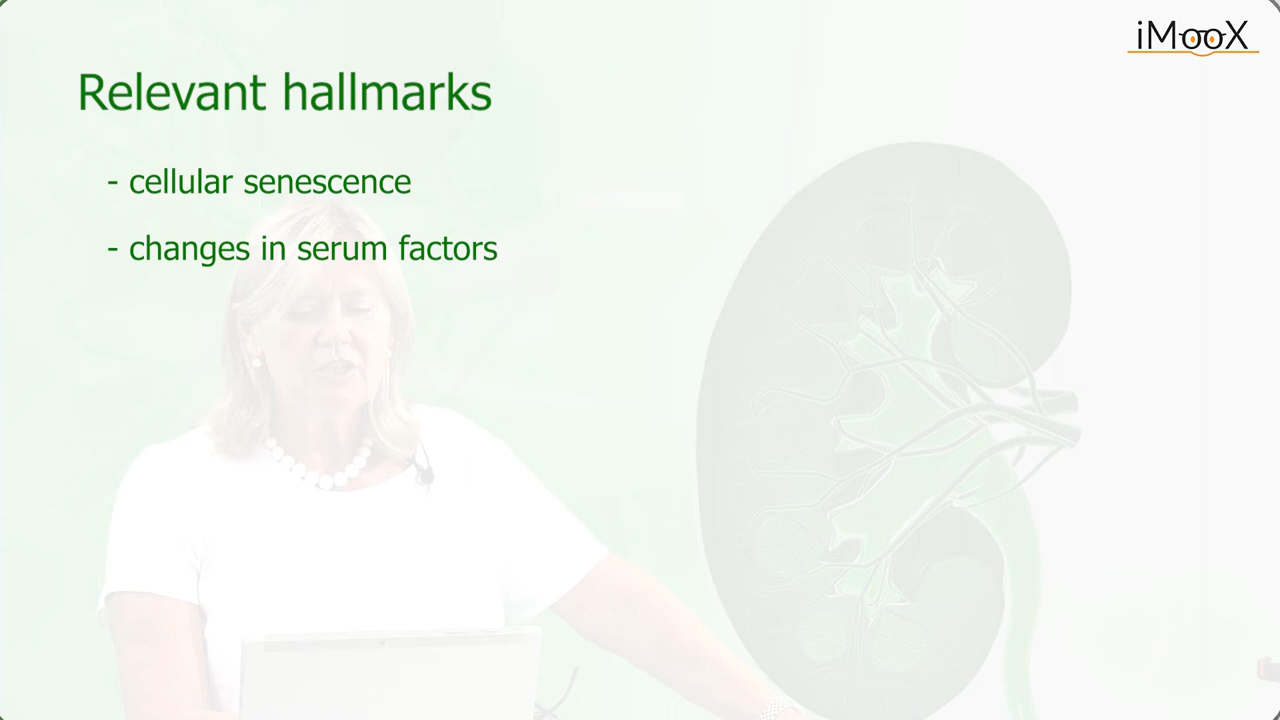 iMooX
Relevant hallmarks
- cellular senescence
- changes in serum factors